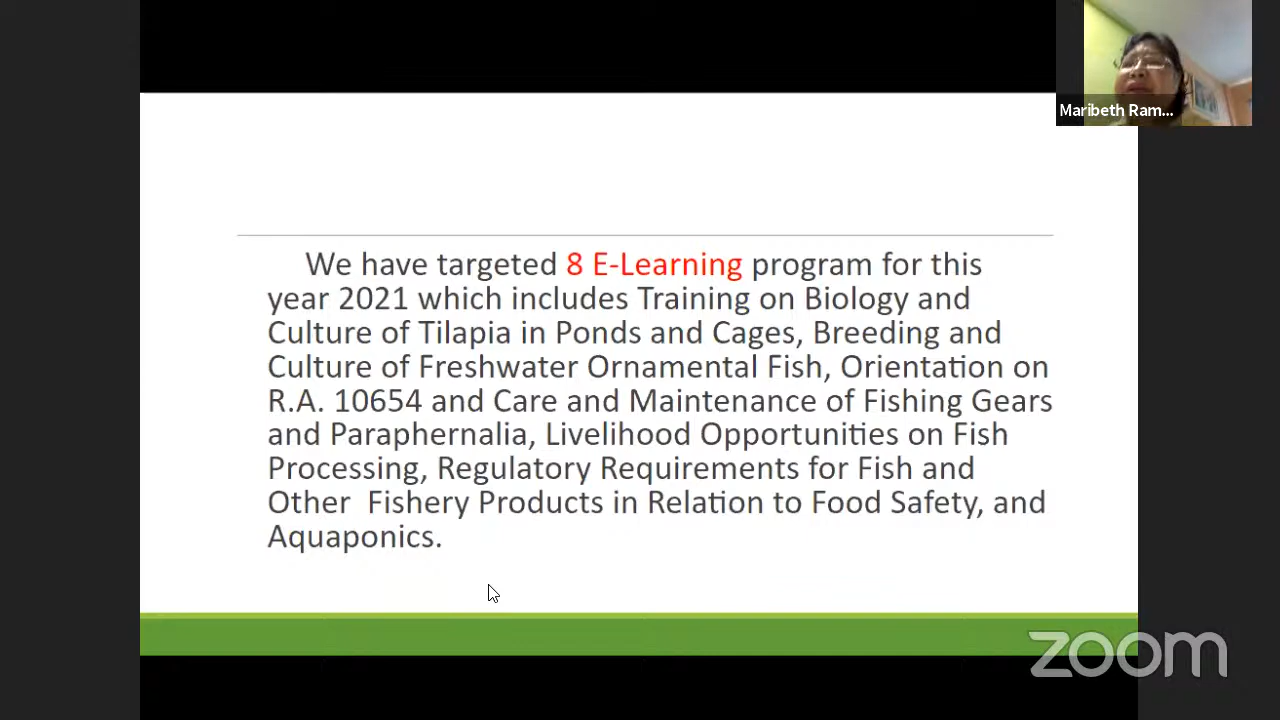 Maribeth Ram...
We have targeted 8 E-Learning program for this
year 2021 which includes Training on Biology and
Culture of Tilapia in Ponds and Cages, Breeding and
Culture of Freshwater Ornamental Fish, Orientation on
R.A. 10654 and Care and Maintenance of Fishing Gears
and Paraphernalia, Livelihood Opportunities on Fish
Processing, Regulatory Requirements for Fish and
Other Fishery Products in Relation to Food Safety, and
Aquaponics.
zoom